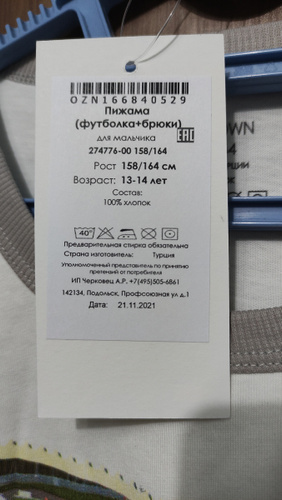 OZN166840529
Пижама
(футболка+брюки)
для мальчика
EAC
274776-00 158/164
Рост 158/164 см
Возраст: 13-14 лет
Состав:
100% хлопок
40°
Предварительная стирка обязательна
Страна изготовитель: Турция
Уполномоченный представитель по принятию
претензий от потребителя
ИП Черковец А.Р. +7(495)505-6861
142134, Подольск, Профсоюзная ул д.1
Дата: 21.11.2021